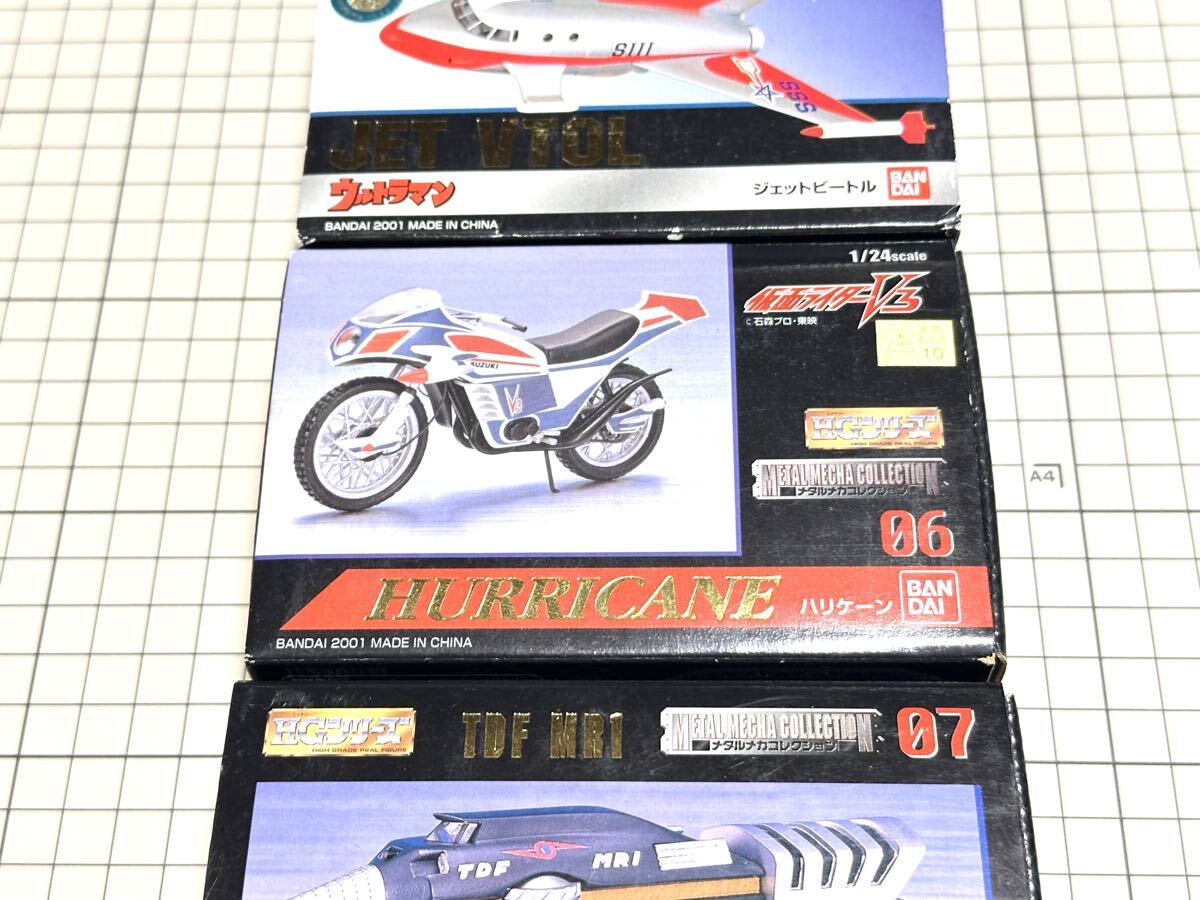 SIII
SSS
JET VTOL
ウルトラマン
ジェットビートル
BAN
DAI
BANDAI 2001 MADE IN CHINA
1/24scale
仮面ライダーV3
©石森プロ・東映
10
SUZUKI
V3
HGシリーズ
HIGH GRADE REAL FIGURE
METAL MECHA COLLECTION
メタルメカコレクション
06
HURRICANE
ハリケーン
BAN
DAI
BANDAI 2001 MADE IN CHINA
A4
HGシリーズ
HIGH GRADE REAL FIGURE
TDF MR1
METAL MECHA COLLECTION
メタルメカコレクション
07
TDF
MR1